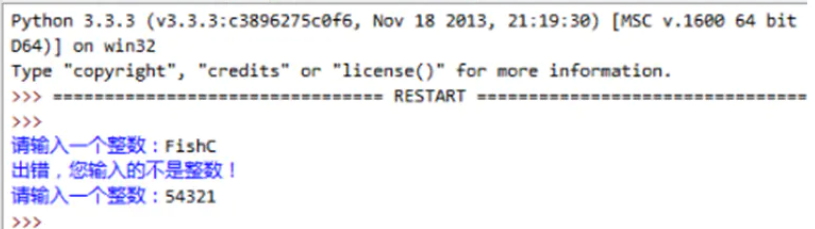 Python 3.3.3 (v3.3.3:c3896275c0f6, Nov 18 2013, 21:19:30) [MSC v.1600 64 bit
D64)] on win32
Type "copyright", "credits" or "license()" for more information.
>>> ================================ RESTART ================================
>>>
请输入一个整数：FishC
出错，您输入的不是整数！
请输入一个整数：54321
>>>